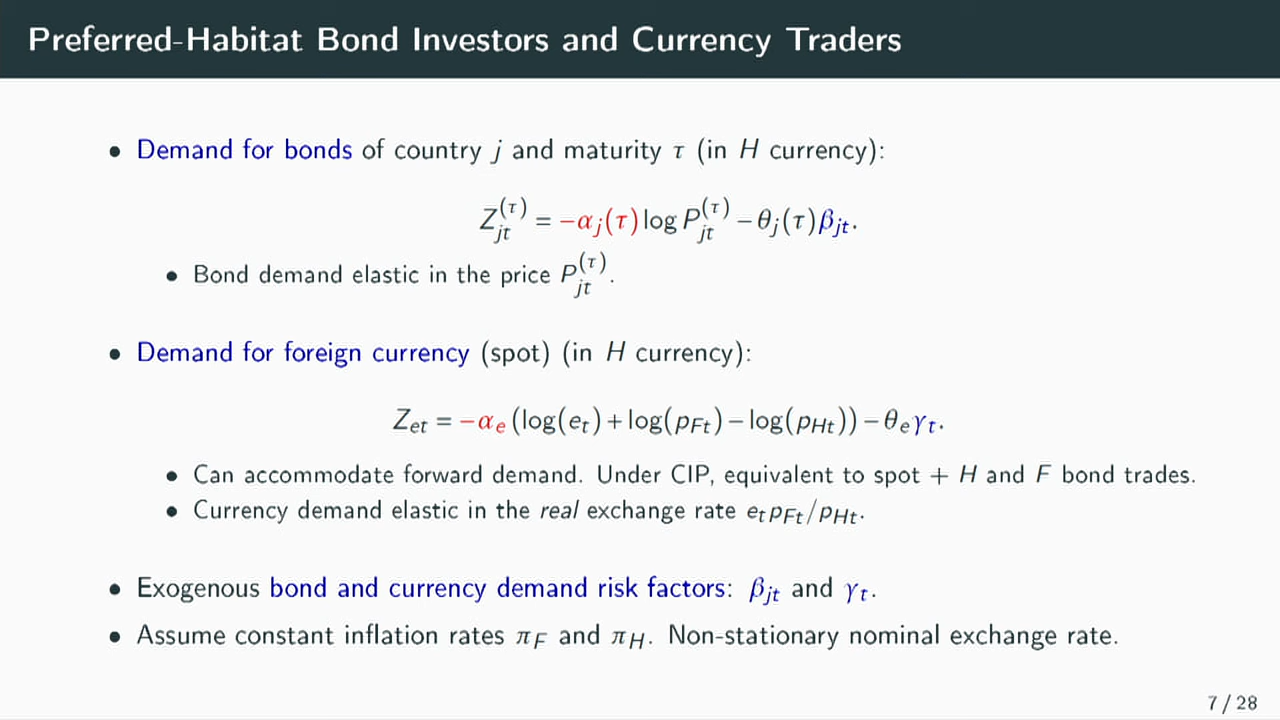 Preferred-Habitat Bond Investors and Currency Traders
• Demand for bonds of country j and maturity τ (in H currency):
Z_{jt}^{(τ)} = −α_j(τ) log P_{jt}^{(τ)} − θ_j(τ)β_{jt}.
• Bond demand elastic in the price P_{jt}^{(τ)}.
• Demand for foreign currency (spot) (in H currency):
Z_{et} = −α_e (log(e_t) + log(p_{Ft}) − log(p_{Ht})) − θ_e γ_t.
• Can accommodate forward demand. Under CIP, equivalent to spot + H and F bond trades.
• Currency demand elastic in the real exchange rate e_t p_{Ft}/p_{Ht}.
• Exogenous bond and currency demand risk factors: β_{jt} and γ_t.
• Assume constant inflation rates π_F and π_H. Non-stationary nominal exchange rate.
7 / 28